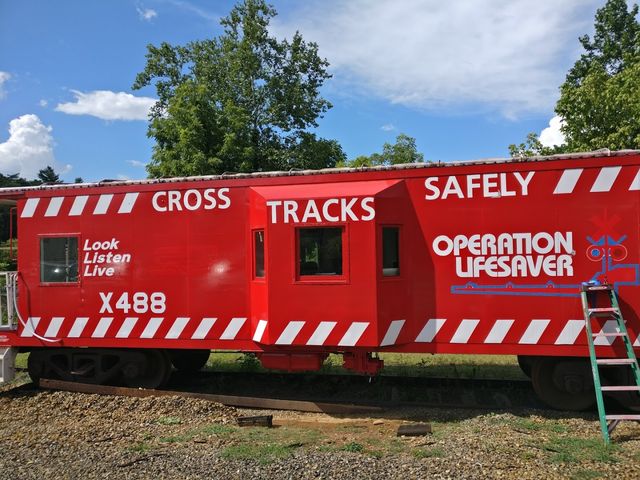 CROSS TRACKS SAFELY
Look
Listen
Live
X488
OPERATION
LIFESAVER